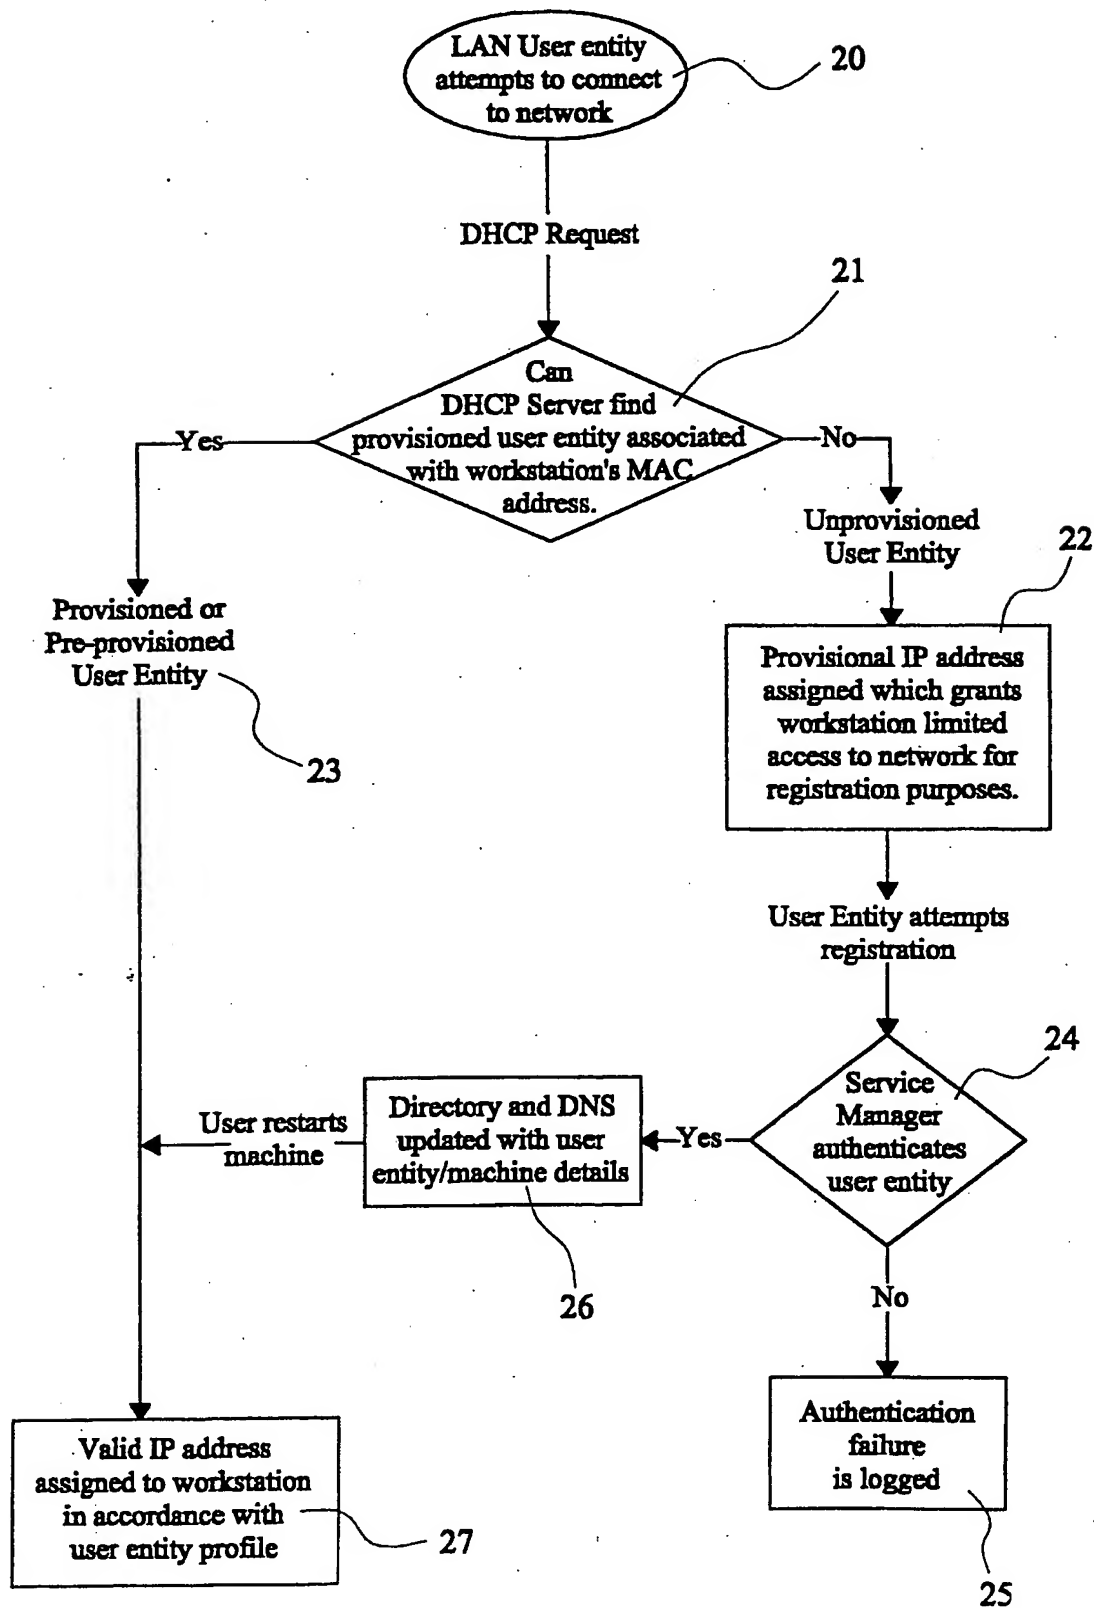 LAN User entity
attempts to connect
to network
20
DHCP Request
21
Can
DHCP Server find
provisioned user entity associated
with workstation's MAC
address.
Yes
No
Unprovisioned
User Entity
22
Provisioned or
Pre-provisioned
User Entity
23
Provisional IP address
assigned which grants
workstation limited
access to network for
registration purposes.
User Entity attempts
registration
24
Service
Manager
authenticates
user entity
Yes
Directory and DNS
updated with user
entity/machine details
User restarts
machine
26
No
Authentication
failure
is logged
25
Valid IP address
assigned to workstation
in accordance with
user entity profile
27